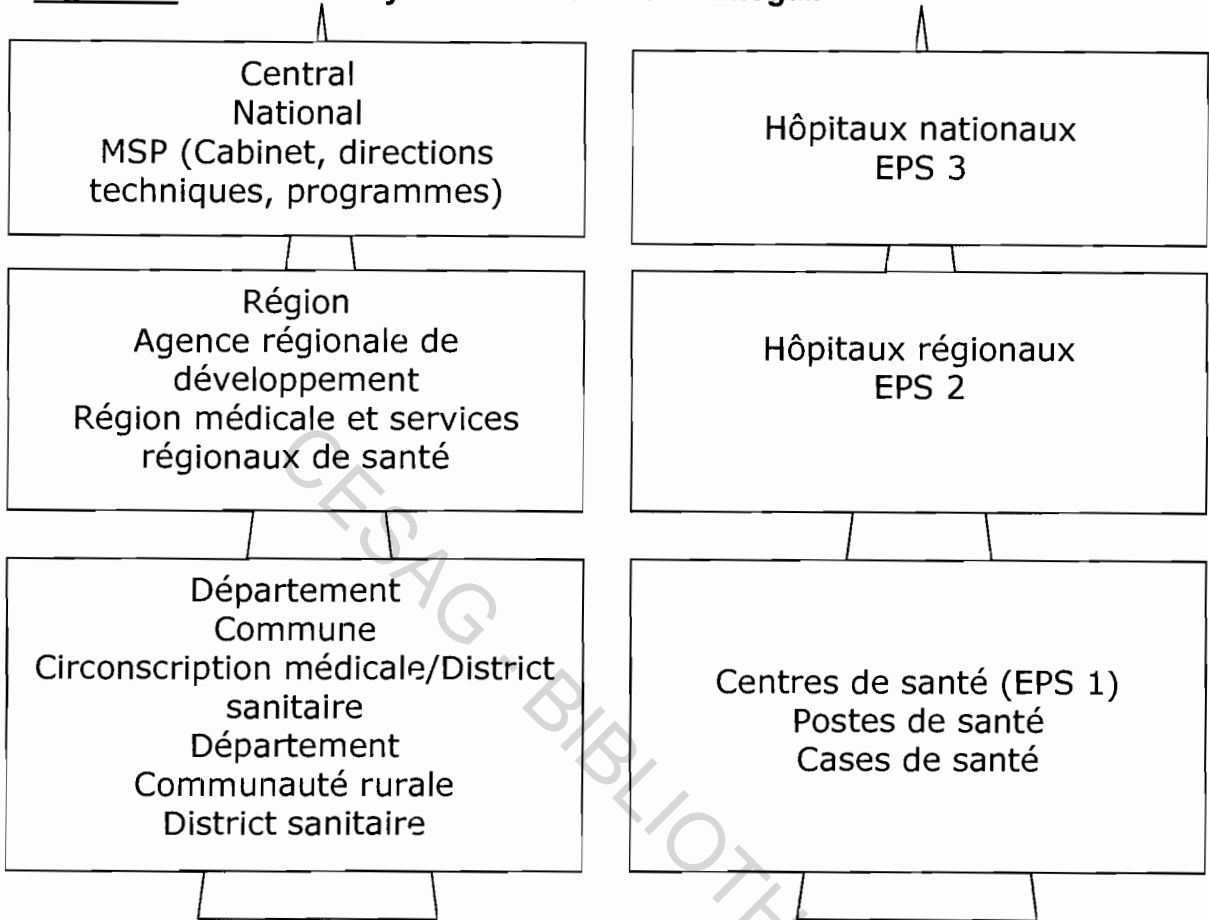 Central
National
MSP (Cabinet, directions
techniques, programmes)
Région
Agence régionale de
développement
Région médicale et services
régionaux de santé
Département
Commune
Circonscription médicale/District
sanitaire
Département
Communauté rurale
District sanitaire
Hôpitaux nationaux
EPS 3
Hôpitaux régionaux
EPS 2
Centres de santé (EPS 1)
Postes de santé
Cases de santé
CESAG - BIBLIOTH